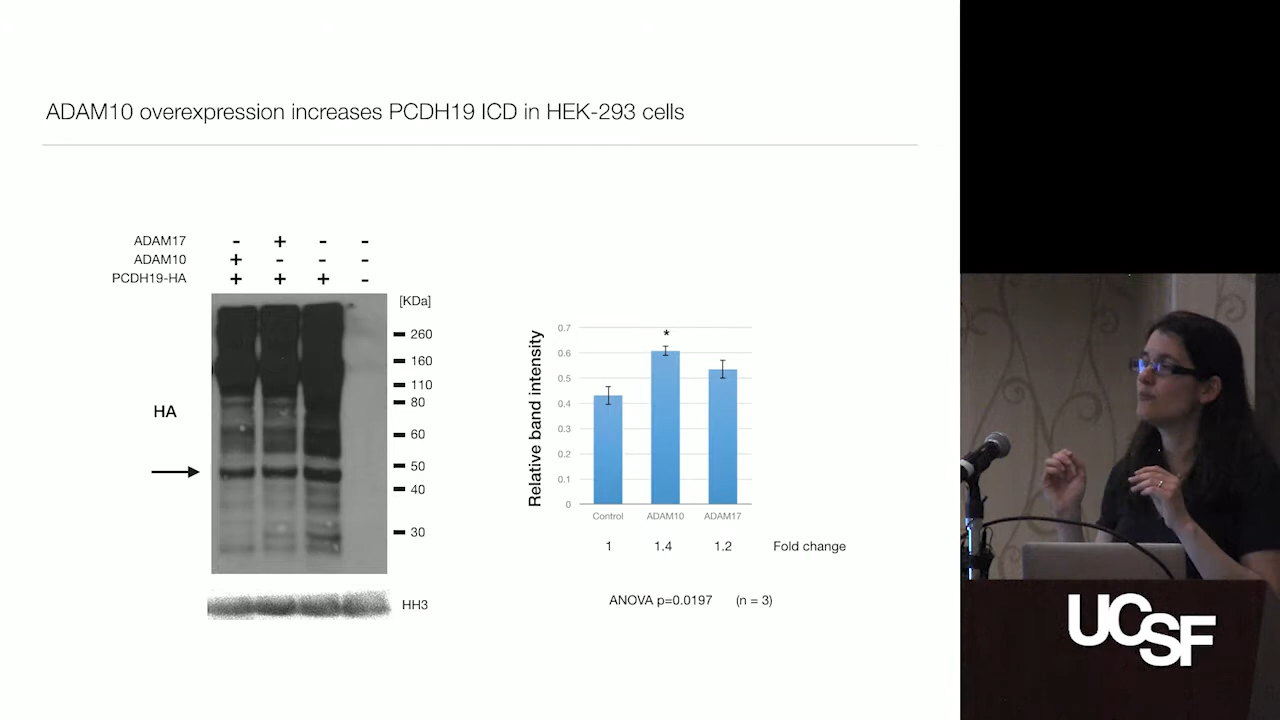 ADAM10 overexpression increases PCDH19 ICD in HEK-293 cells
ADAM17 - + - -
ADAM10 + - - -
PCDH19-HA + + + -
[KDa]
260
160
110
80
60
50
40
30
HA
HH3
Relative band intensity
0.7
0.6
0.5
0.4
0.3
0.2
0.1
0
*
Control ADAM10 ADAM17
1 1.4 1.2 Fold change
ANOVA p=0.0197 (n = 3)
UCSF